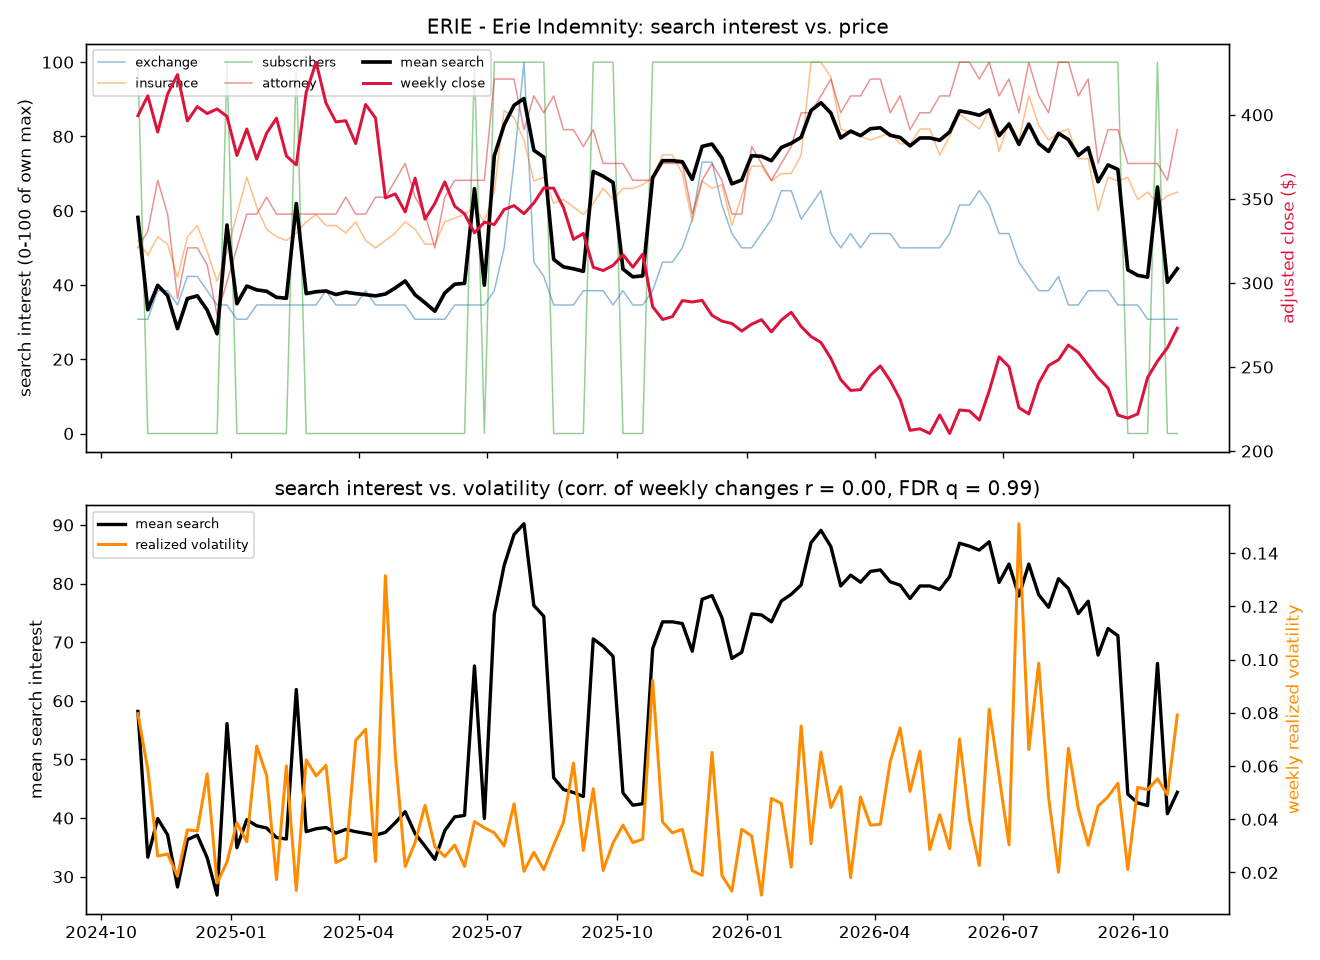 ERIE - Erie Indemnity: search interest vs. price
exchange
insurance
subscribers
attorney
mean search
weekly close
search interest (0-100 of own max)
100
80
60
40
20
0
adjusted close ($)
400
350
300
250
200
search interest vs. volatility (corr. of weekly changes r = 0.00, FDR q = 0.99)
mean search
realized volatility
mean search interest
90
80
70
60
50
40
30
weekly realized volatility
0.14
0.12
0.10
0.08
0.06
0.04
0.02
2024-10 2025-01 2025-04 2025-07 2025-10 2026-01 2026-04 2026-07 2026-10